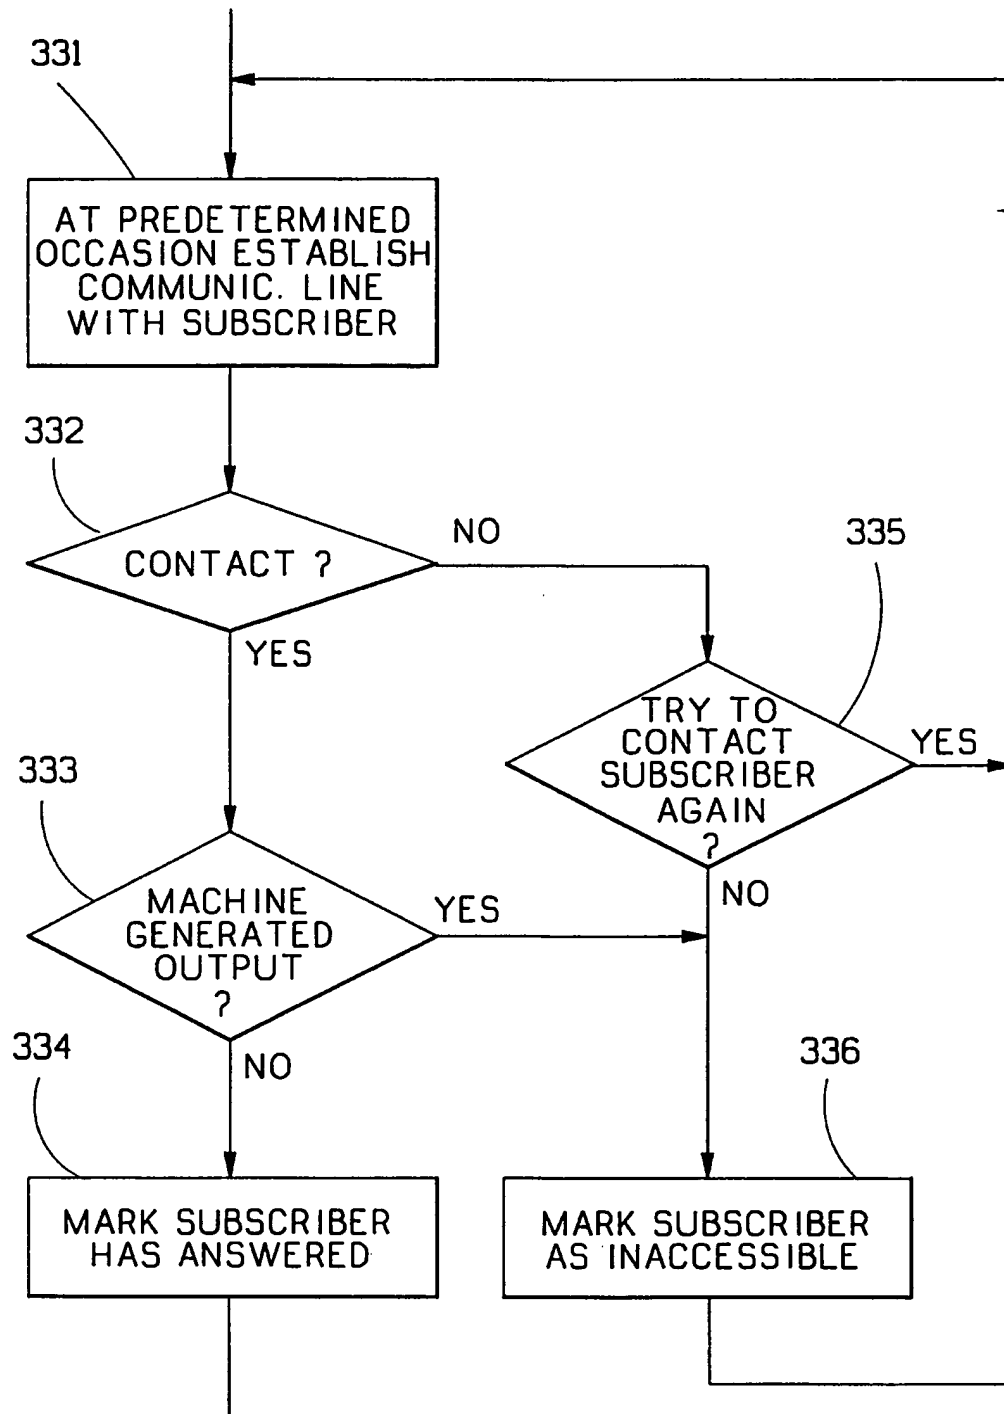 331
AT PREDETERMINED
OCCASION ESTABLISH
COMMUNIC. LINE
WITH SUBSCRIBER
332
CONTACT ?
NO
YES
335
TRY TO
CONTACT
SUBSCRIBER
AGAIN
?
YES
NO
333
MACHINE
GENERATED
OUTPUT
?
YES
NO
334
MARK SUBSCRIBER
HAS ANSWERED
336
MARK SUBSCRIBER
AS INACCESSIBLE